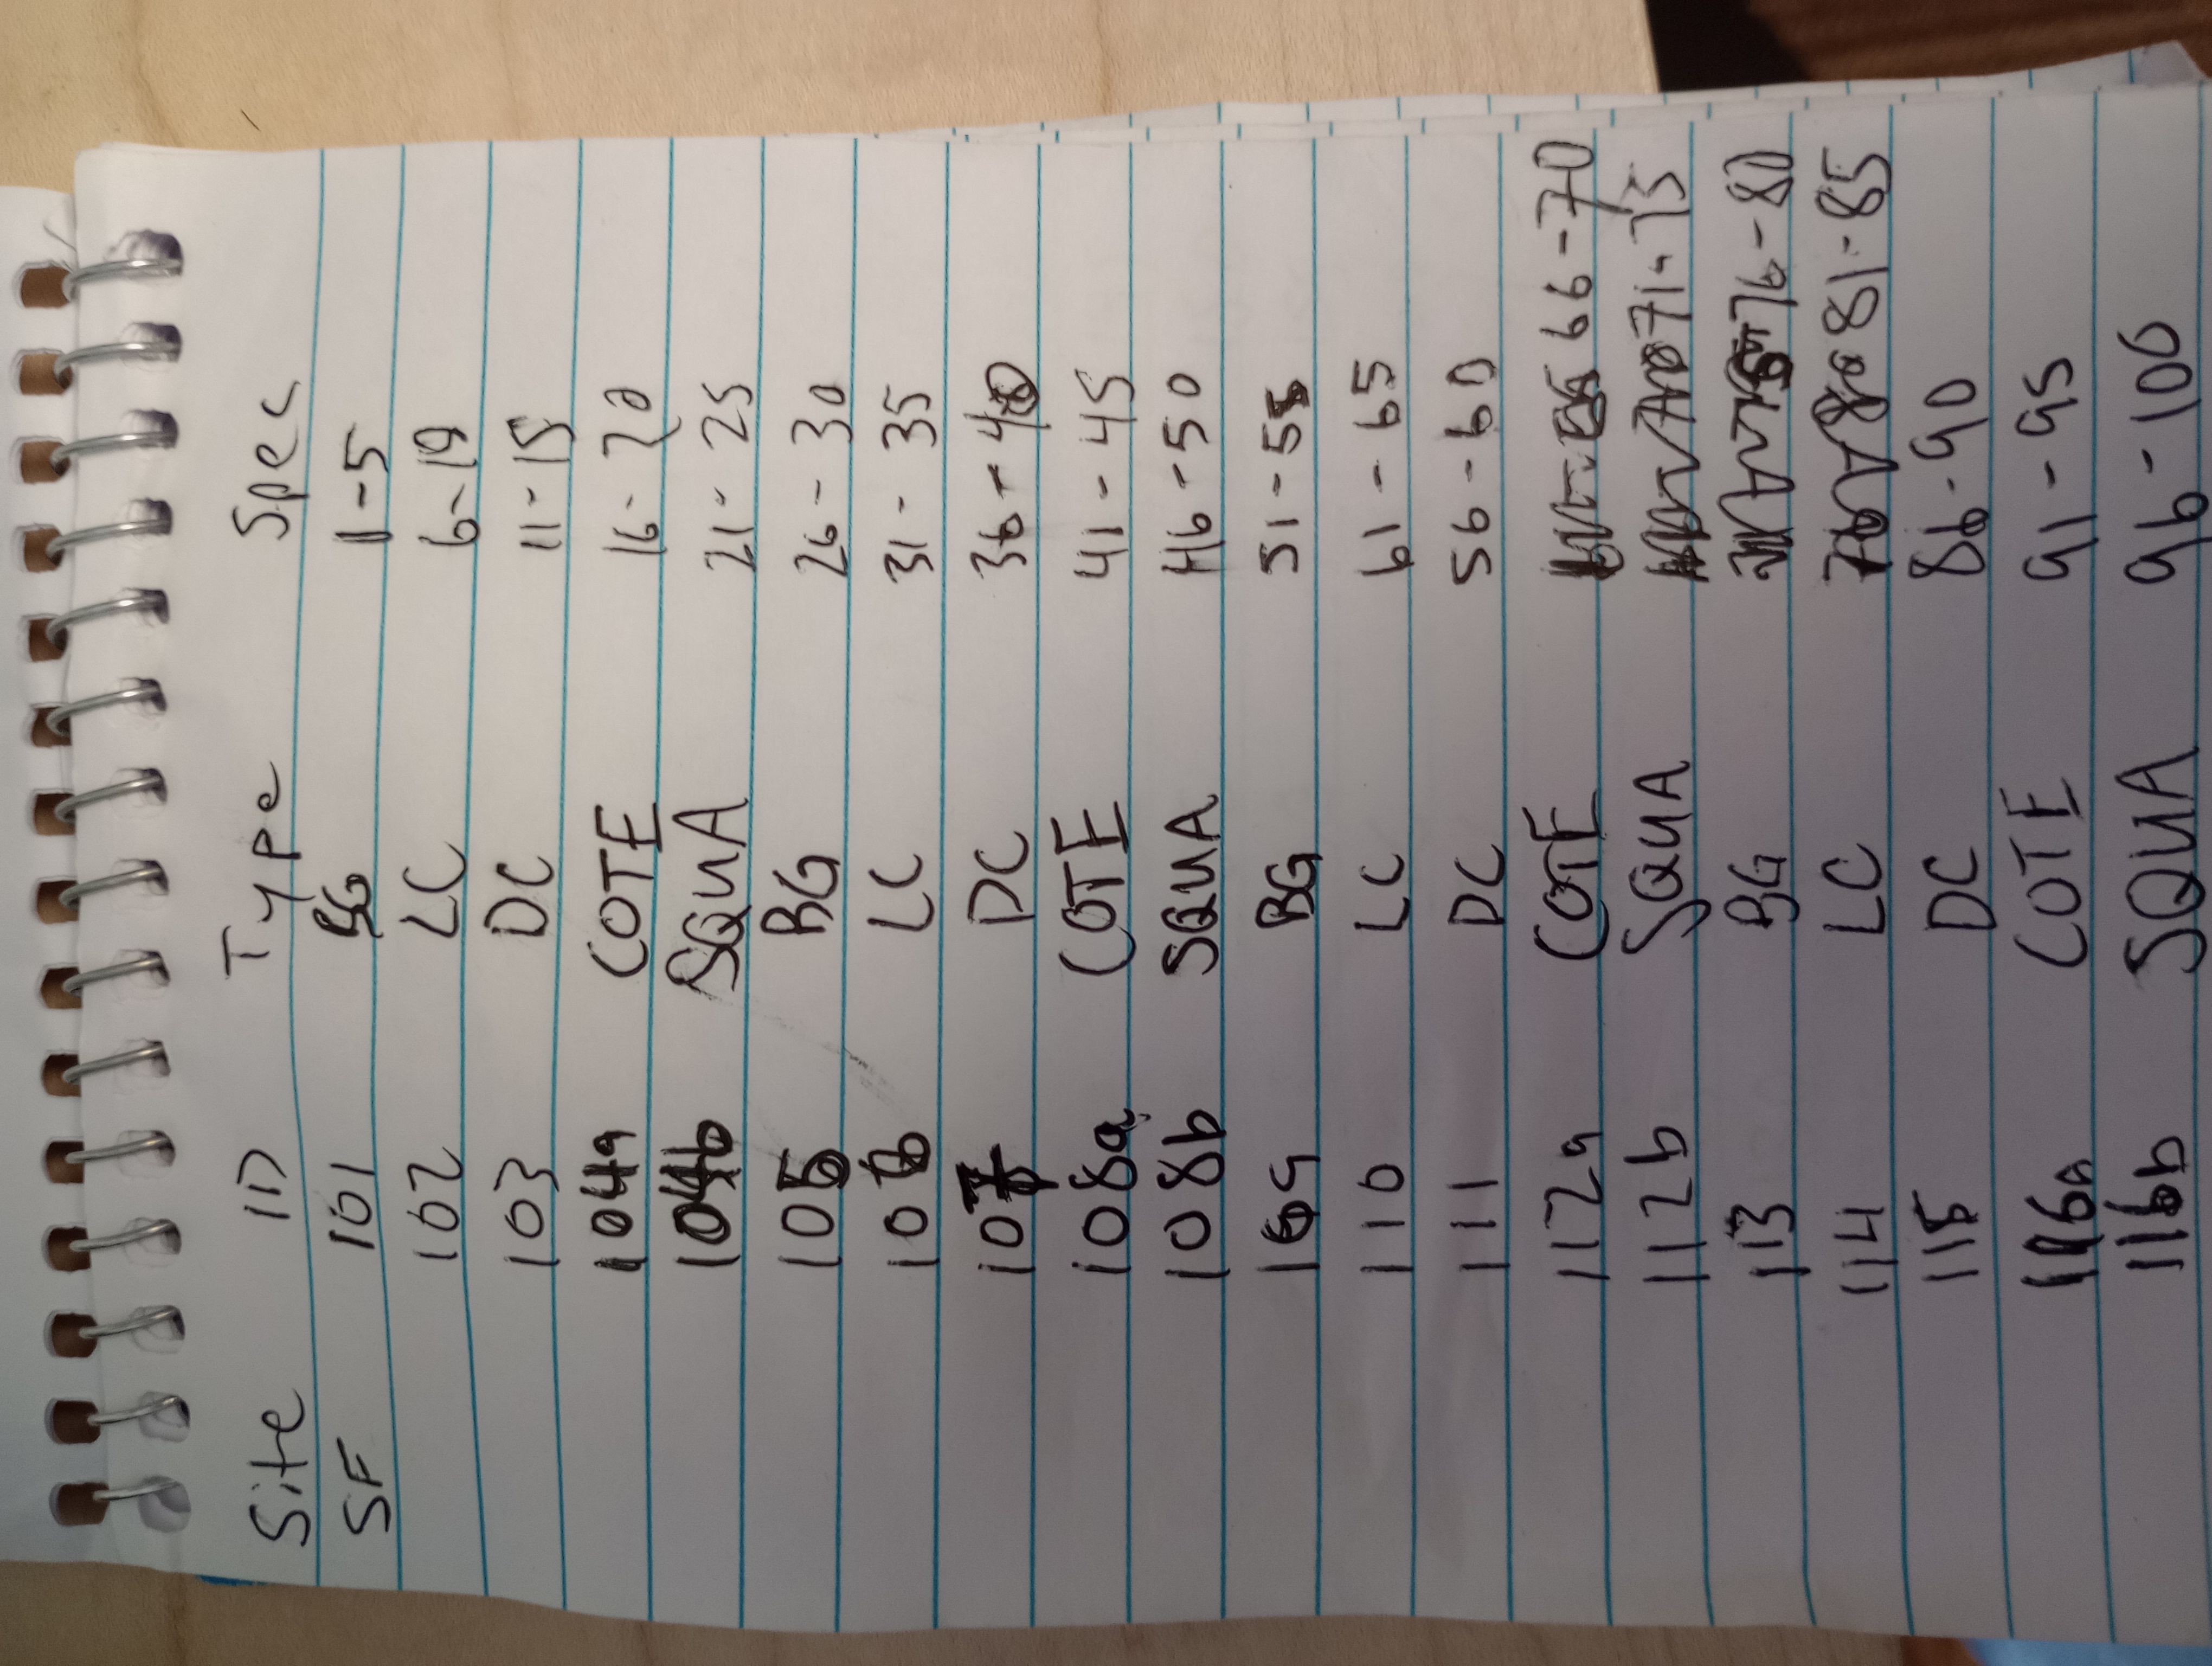 Site ID Type Spec
SF 101 BG 1-5
102 LC 6-10
103 DC 11-15
104a COTE 16-20
104b SQUA 21-25
105 BG 26-30
106 LC 31-35
107 DC 36-40
108a COTE 41-45
108b SQUA 46-50
109 BG 51-55
110 LC 61-65
111 DC 56-60
112a COTE 66-70
112b SQUA 71-75
113 BG 76-80
114 LC 81-85
115 DC 86-90
116a COTE 91-95
116b SQUA 96-100